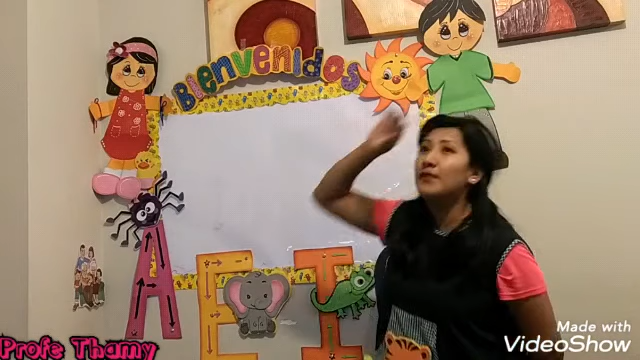 Bienvenidos
A E I
Profe Thamy
Made with
VideoShow